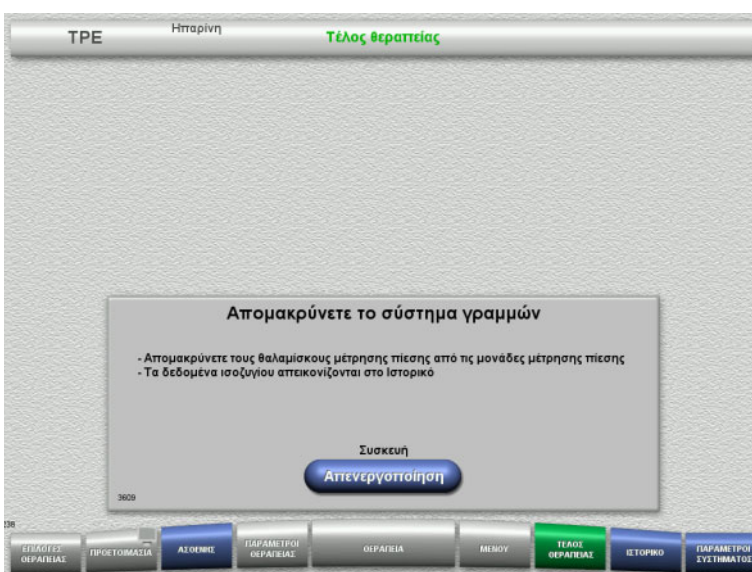 TPE Ηπαρίνη Τέλος θεραπείας
Απομακρύνετε το σύστημα γραμμών
- Απομακρύνετε τους θαλαμίσκους μέτρησης πίεσης από τις μονάδες μέτρησης πίεσης
- Τα δεδομένα ισοζυγίου απεικονίζονται στο Ιστορικό
Συσκευή
Απενεργοποίηση
3609
236
ΕΠΙΛΟΓΕΣ ΘΕΡΑΠΕΙΑΣ
ΠΡΟΕΤΟΙΜΑΣΙΑ
ΑΣΘΕΝΗΣ
ΠΑΡΑΜΕΤΡΟΙ ΘΕΡΑΠΕΙΑΣ
ΘΕΡΑΠΕΙΑ
ΜΕΝΟΥ
ΤΕΛΟΣ ΘΕΡΑΠΕΙΑΣ
ΙΣΤΟΡΙΚΟ
ΠΑΡΑΜΕΤΡΟΙ ΣΥΣΤΗΜΑΤΟΣ